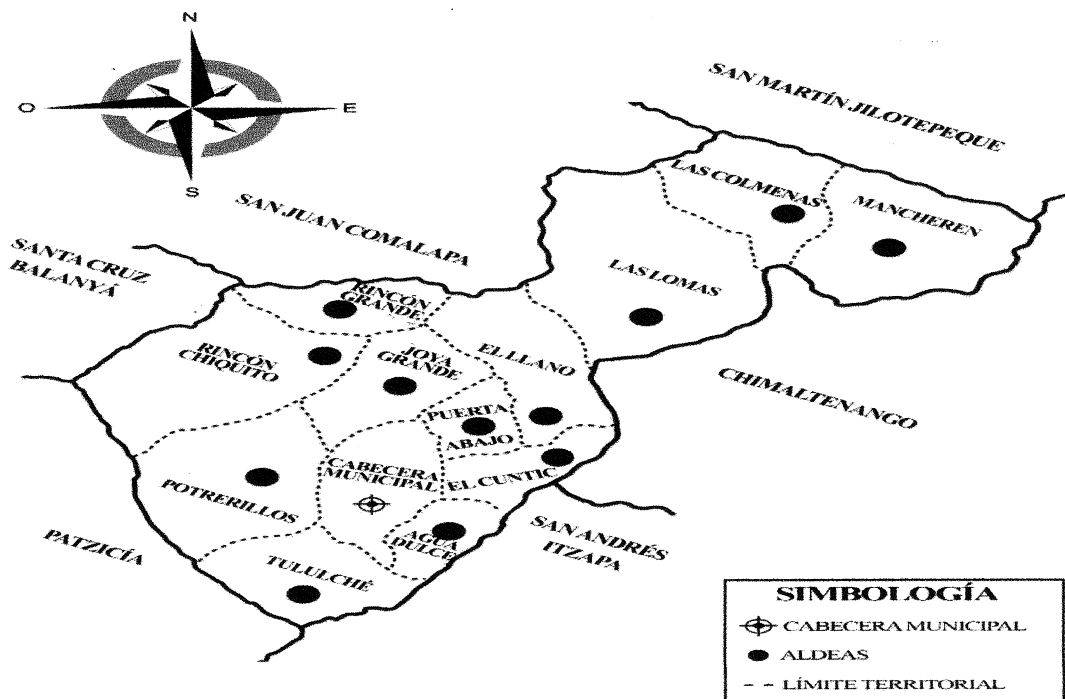 N
O
E
S
SAN MARTÍN JILOTEPEQUE
LAS COLMENAS
MANCHEREN
SAN JUAN COMALAPA
SANTA CRUZ
BALANYÁ
LAS LOMAS
RINCÓN
GRANDE
RINCÓN
CHIQUITO
JOYA
GRANDE
EL LLANO
CHIMALTENANGO
PUERTA
ABAJO
CABECERA
MUNICIPAL
EL CUNTIC
POTRERILLOS
AGUA
DULCE
SAN ANDRÉS
ITZAPA
PATZICÍA
TULULCHÉ
SIMBOLOGÍA
CABECERA MUNICIPAL
ALDEAS
LÍMITE TERRITORIAL